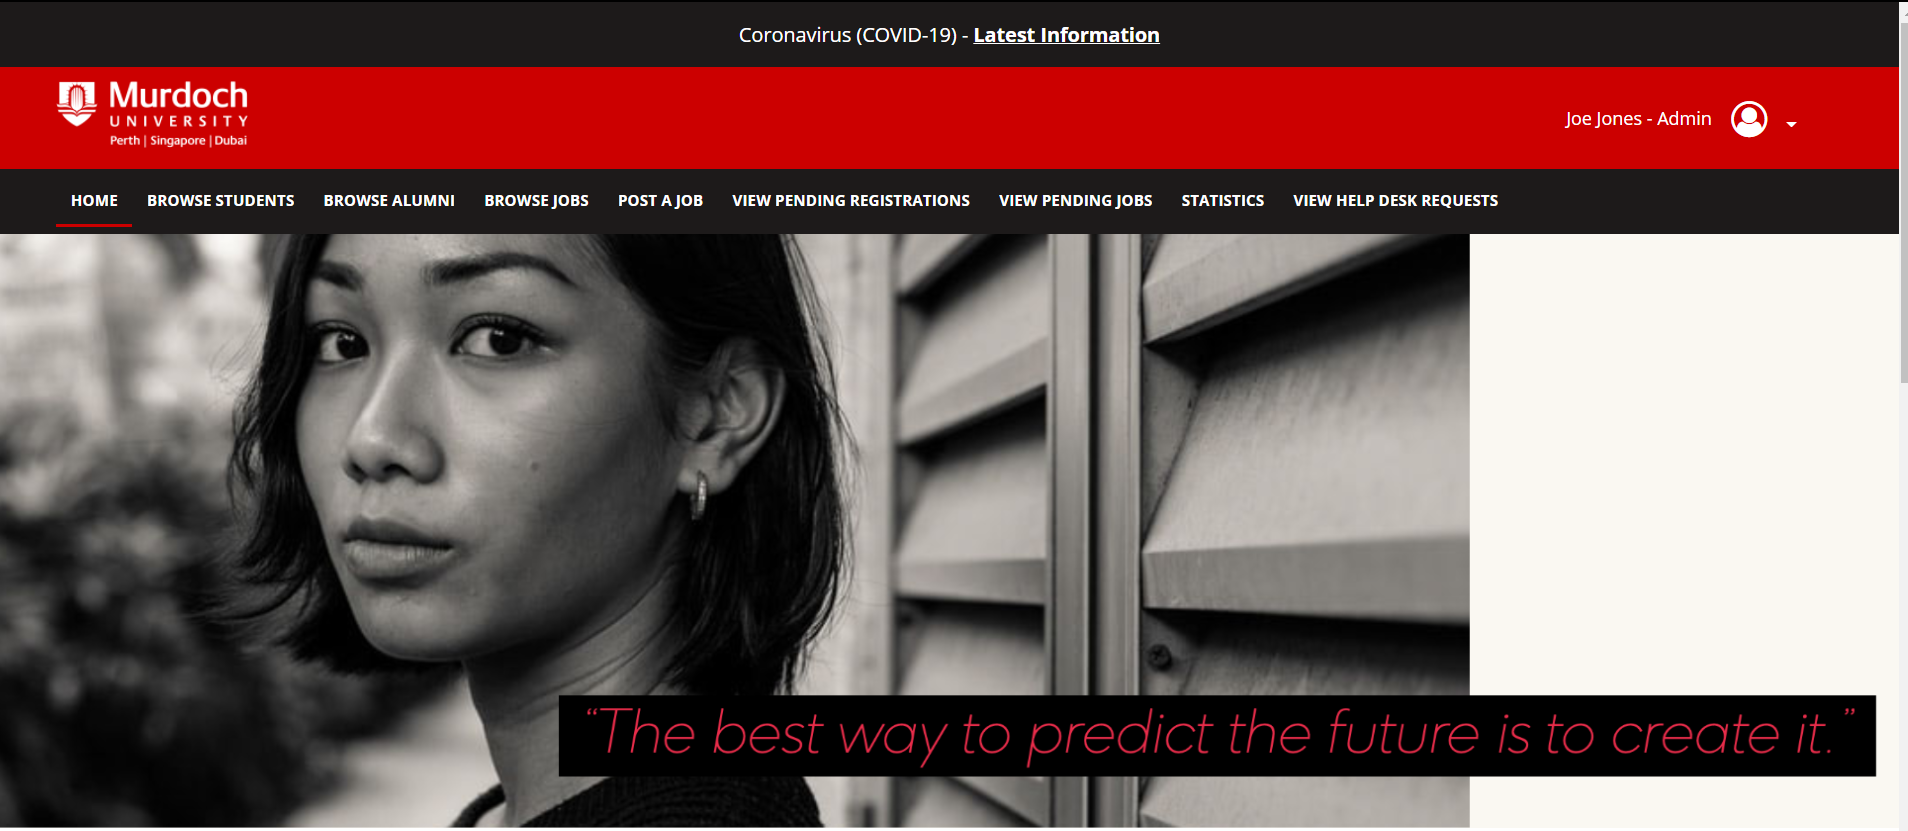 Coronavirus (COVID-19) - Latest Information
Murdoch
UNIVERSITY
Perth | Singapore | Dubai
Joe Jones - Admin
HOME BROWSE STUDENTS BROWSE ALUMNI BROWSE JOBS POST A JOB VIEW PENDING REGISTRATIONS VIEW PENDING JOBS STATISTICS VIEW HELP DESK REQUESTS
“The best way to predict the future is to create it.”